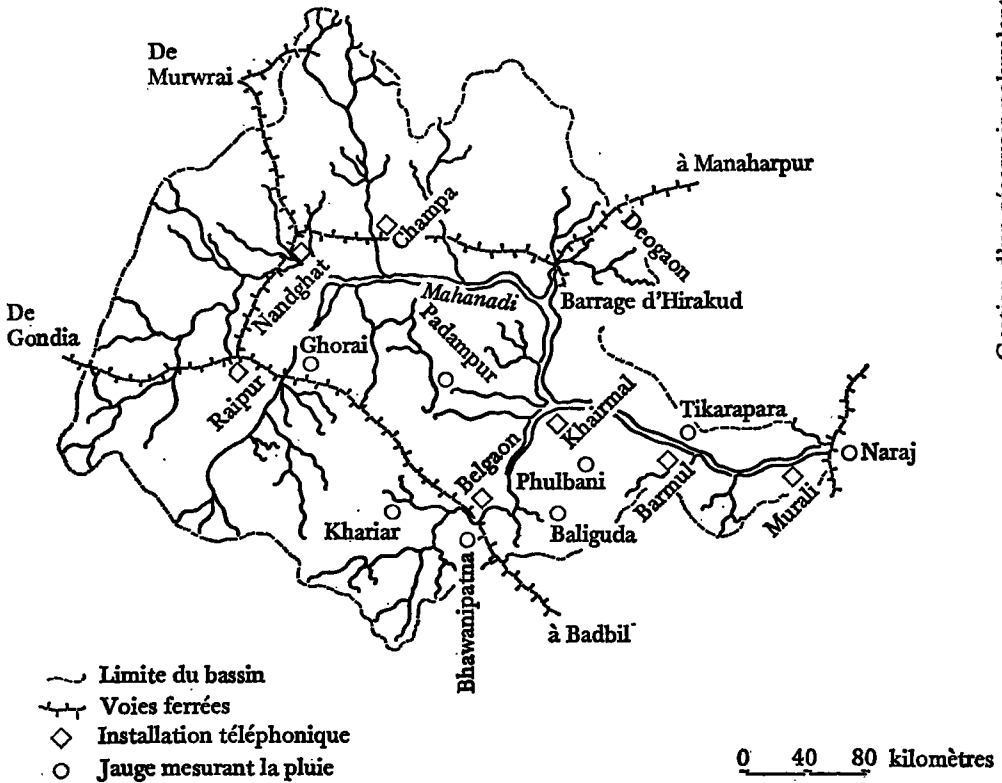 De
Murwrai
à Manaharpur
Champa
Deogaon
Nandghat
Mahanadi
Barrage d'Hirakud
De
Gondia
Ghorai
Padampur
Raipur
Khairmal
Tikarapara
Naraj
Belgaon
Phulbani
Barmul
Murali
Khariar
Baliguda
Bhawanipatna
à Badbil
Limite du bassin
Voies ferrées
Installation téléphonique
Jauge mesurant la pluie
0 40 80 kilomètres